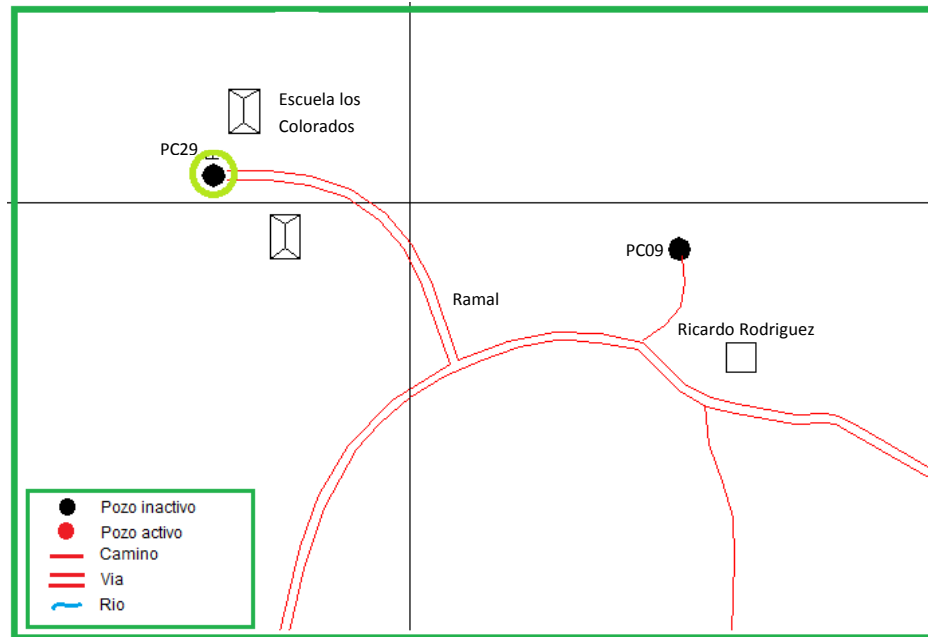 Escuela los
Colorados
PC29
PC09
Ramal
Ricardo Rodriguez
Pozo inactivo
Pozo activo
Camino
Via
Rio